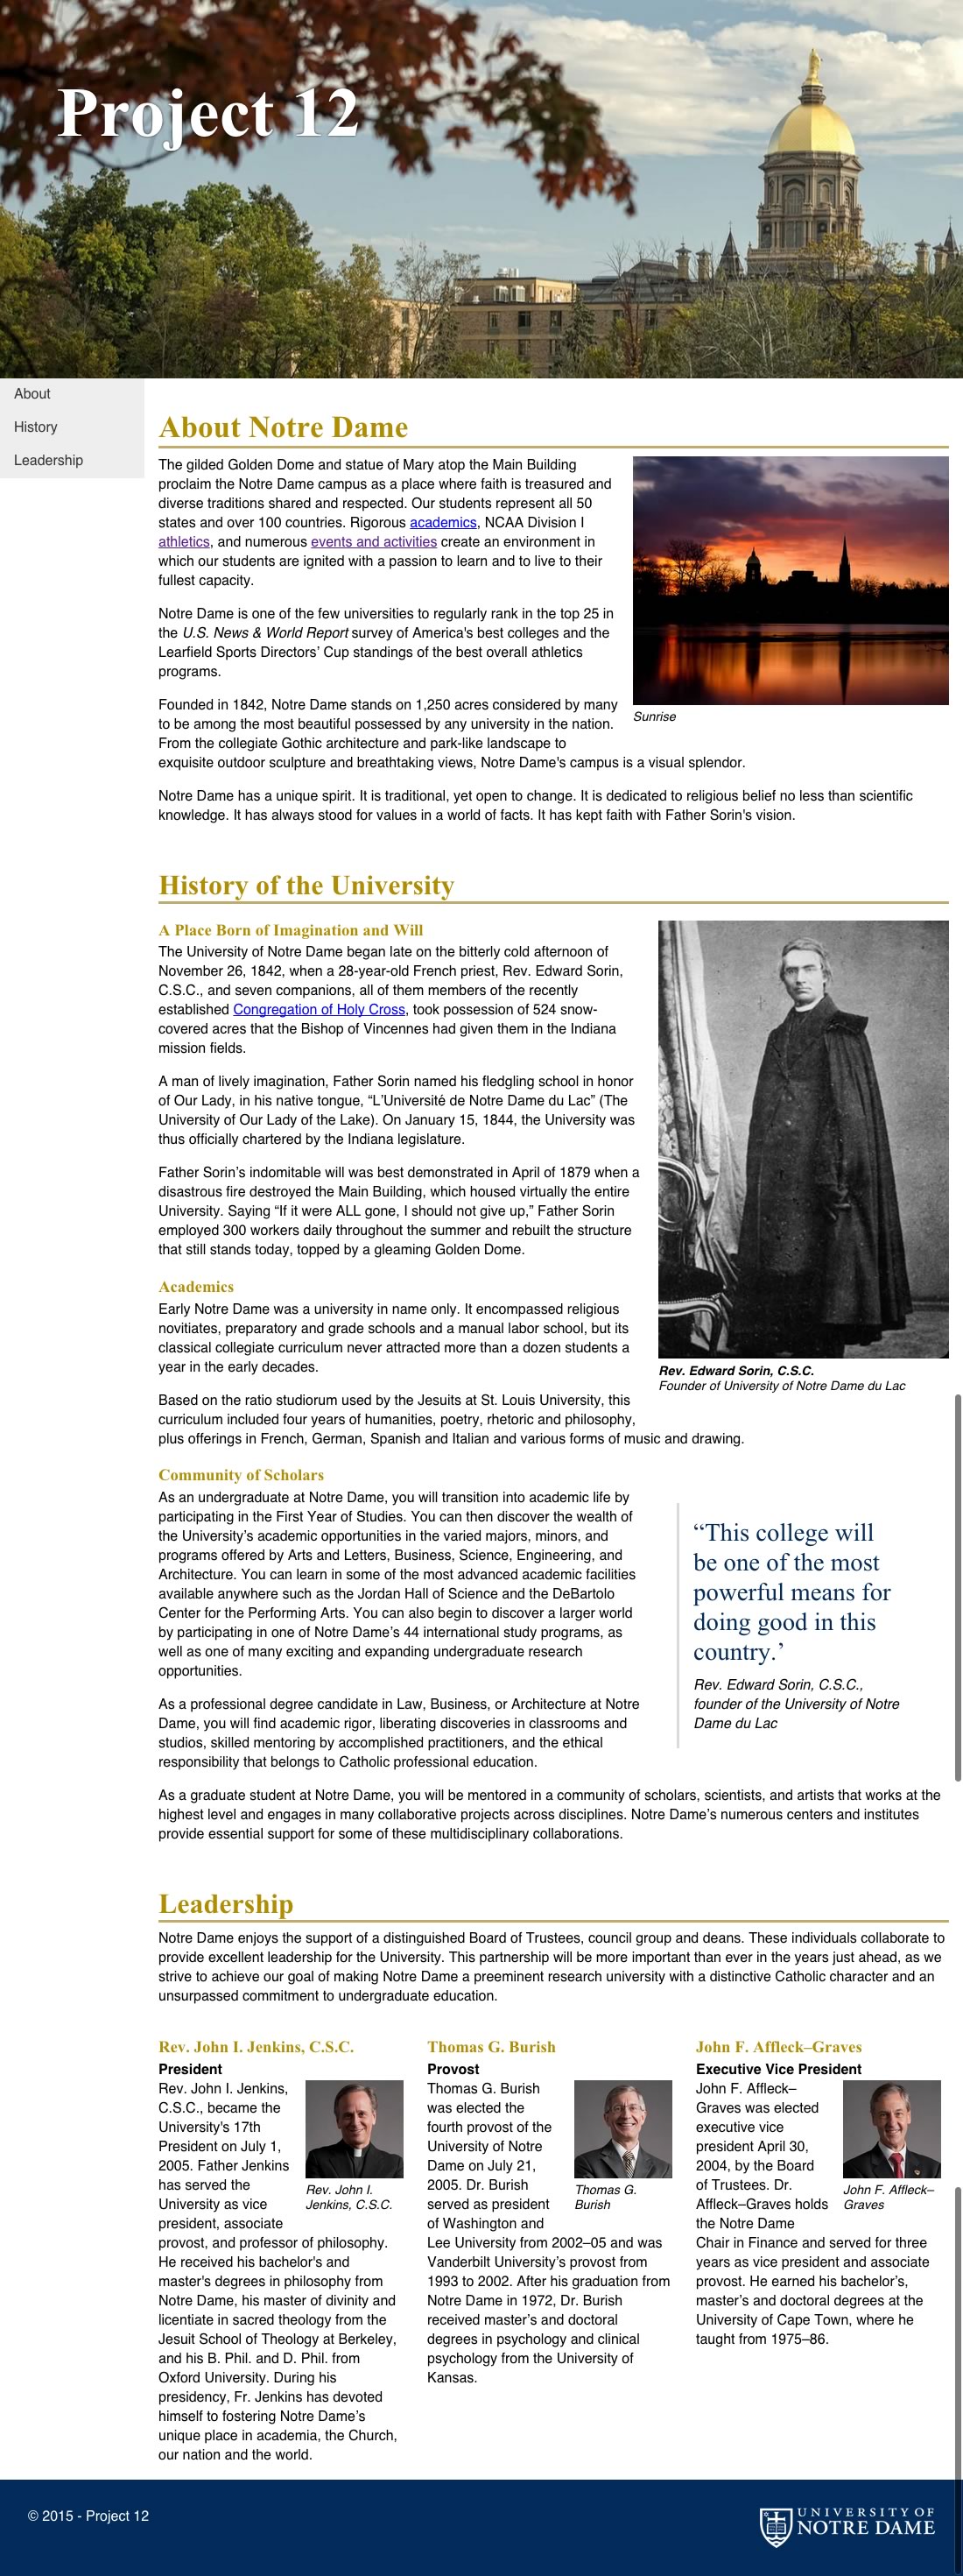 Project 12
About
History
Leadership
About Notre Dame
The gilded Golden Dome and statue of Mary atop the Main Building
proclaim the Notre Dame campus as a place where faith is treasured and
diverse traditions shared and respected. Our students represent all 50
states and over 100 countries. Rigorous academics, NCAA Division I
athletics, and numerous events and activities create an environment in
which our students are ignited with a passion to learn and to live to their
fullest capacity.
Notre Dame is one of the few universities to regularly rank in the top 25 in
the U.S. News & World Report survey of America's best colleges and the
Learfield Sports Directors’ Cup standings of the best overall athletics
programs.
Founded in 1842, Notre Dame stands on 1,250 acres considered by many
to be among the most beautiful possessed by any university in the nation.
From the collegiate Gothic architecture and park-like landscape to
exquisite outdoor sculpture and breathtaking views, Notre Dame's campus is a visual splendor.
Sunrise
Notre Dame has a unique spirit. It is traditional, yet open to change. It is dedicated to religious belief no less than scientific
knowledge. It has always stood for values in a world of facts. It has kept faith with Father Sorin's vision.
History of the University
A Place Born of Imagination and Will
The University of Notre Dame began late on the bitterly cold afternoon of
November 26, 1842, when a 28-year-old French priest, Rev. Edward Sorin,
C.S.C., and seven companions, all of them members of the recently
established Congregation of Holy Cross, took possession of 524 snow-
covered acres that the Bishop of Vincennes had given them in the Indiana
mission fields.
A man of lively imagination, Father Sorin named his fledgling school in honor
of Our Lady, in his native tongue, “L’Université de Notre Dame du Lac” (The
University of Our Lady of the Lake). On January 15, 1844, the University was
thus officially chartered by the Indiana legislature.
Father Sorin’s indomitable will was best demonstrated in April of 1879 when a
disastrous fire destroyed the Main Building, which housed virtually the entire
University. Saying “If it were ALL gone, I should not give up,” Father Sorin
employed 300 workers daily throughout the summer and rebuilt the structure
that still stands today, topped by a gleaming Golden Dome.
Academics
Early Notre Dame was a university in name only. It encompassed religious
novitiates, preparatory and grade schools and a manual labor school, but its
classical collegiate curriculum never attracted more than a dozen students a
year in the early decades.
Rev. Edward Sorin, C.S.C.
Founder of University of Notre Dame du Lac
Based on the ratio studiorum used by the Jesuits at St. Louis University, this
curriculum included four years of humanities, poetry, rhetoric and philosophy,
plus offerings in French, German, Spanish and Italian and various forms of music and drawing.
Community of Scholars
As an undergraduate at Notre Dame, you will transition into academic life by
participating in the First Year of Studies. You can then discover the wealth of
the University’s academic opportunities in the varied majors, minors, and
programs offered by Arts and Letters, Business, Science, Engineering, and
Architecture. You can learn in some of the most advanced academic facilities
available anywhere such as the Jordan Hall of Science and the DeBartolo
Center for the Performing Arts. You can also begin to discover a larger world
by participating in one of Notre Dame’s 44 international study programs, as
well as one of many exciting and expanding undergraduate research
opportunities.
As a professional degree candidate in Law, Business, or Architecture at Notre
Dame, you will find academic rigor, liberating discoveries in classrooms and
studios, skilled mentoring by accomplished practitioners, and the ethical
responsibility that belongs to Catholic professional education.
“This college will
be one of the most
powerful means for
doing good in this
country.’
Rev. Edward Sorin, C.S.C.,
founder of the University of Notre
Dame du Lac
As a graduate student at Notre Dame, you will be mentored in a community of scholars, scientists, and artists that works at the
highest level and engages in many collaborative projects across disciplines. Notre Dame’s numerous centers and institutes
provide essential support for some of these multidisciplinary collaborations.
Leadership
Notre Dame enjoys the support of a distinguished Board of Trustees, council group and deans. These individuals collaborate to
provide excellent leadership for the University. This partnership will be more important than ever in the years just ahead, as we
strive to achieve our goal of making Notre Dame a preeminent research university with a distinctive Catholic character and an
unsurpassed commitment to undergraduate education.
Rev. John I. Jenkins, C.S.C.
President
Rev. John I. Jenkins,
C.S.C., became the
University's 17th
President on July 1,
2005. Father Jenkins
has served the
University as vice
president, associate
provost, and professor of philosophy.
He received his bachelor's and
master's degrees in philosophy from
Notre Dame, his master of divinity and
licentiate in sacred theology from the
Jesuit School of Theology at Berkeley,
and his B. Phil. and D. Phil. from
Oxford University. During his
presidency, Fr. Jenkins has devoted
himself to fostering Notre Dame’s
unique place in academia, the Church,
our nation and the world.
Rev. John I.
Jenkins, C.S.C.
Thomas G. Burish
Provost
Thomas G. Burish
was elected the
fourth provost of the
University of Notre
Dame on July 21,
2005. Dr. Burish
served as president
of Washington and
Lee University from 2002–05 and was
Vanderbilt University’s provost from
1993 to 2002. After his graduation from
Notre Dame in 1972, Dr. Burish
received master’s and doctoral
degrees in psychology and clinical
psychology from the University of
Kansas.
Thomas G.
Burish
John F. Affleck–Graves
Executive Vice President
John F. Affleck–
Graves was elected
executive vice
president April 30,
2004, by the Board
of Trustees. Dr.
Affleck–Graves holds
the Notre Dame
Chair in Finance and served for three
years as vice president and associate
provost. He earned his bachelor’s,
master’s and doctoral degrees at the
University of Cape Town, where he
taught from 1975–86.
John F. Affleck–
Graves
© 2015 - Project 12
UNIVERSITY OF
NOTRE DAME